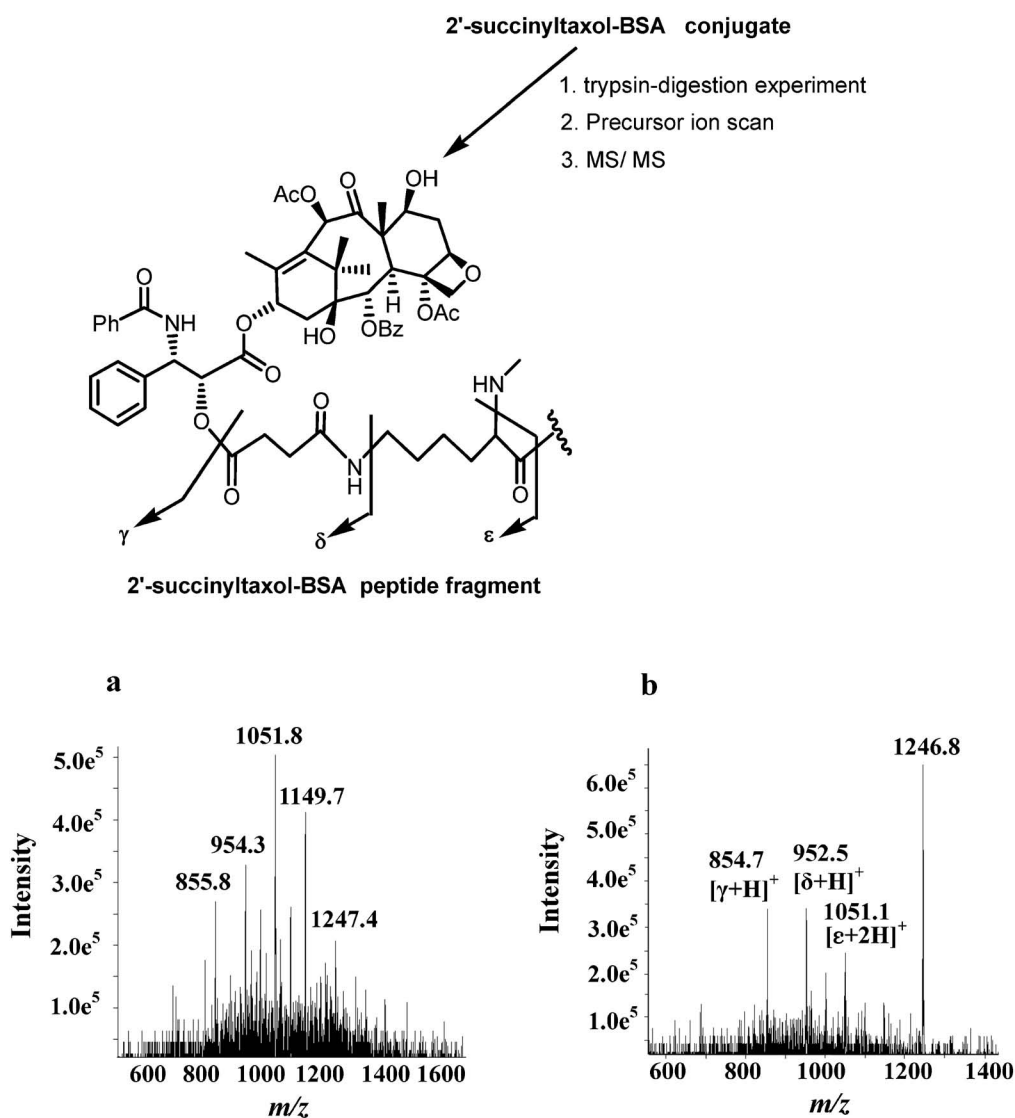 2'-succinyltaxol-BSA conjugate
1. trypsin-digestion experiment
2. Precursor ion scan
3. MS/ MS
AcO
O
OH
O
Ph
NH
O
O
HO
H
OBz
OAc
O
O
O
O
N
H
HN
O
O
γ
δ
ε
2'-succinyltaxol-BSA peptide fragment
a
5.0e⁵
4.0e⁵
3.0e⁵
2.0e⁵
1.0e⁵
Intensity
1051.8
1149.7
954.3
855.8
1247.4
600 800 1000 1200 1400 1600
m/z
b
6.0e⁵
5.0e⁵
4.0e⁵
3.0e⁵
2.0e⁵
1.0e⁵
Intensity
1246.8
854.7
[γ+H]⁺
952.5
[δ+H]⁺
1051.1
[ε+2H]⁺
600 800 1000 1200 1400
m/z